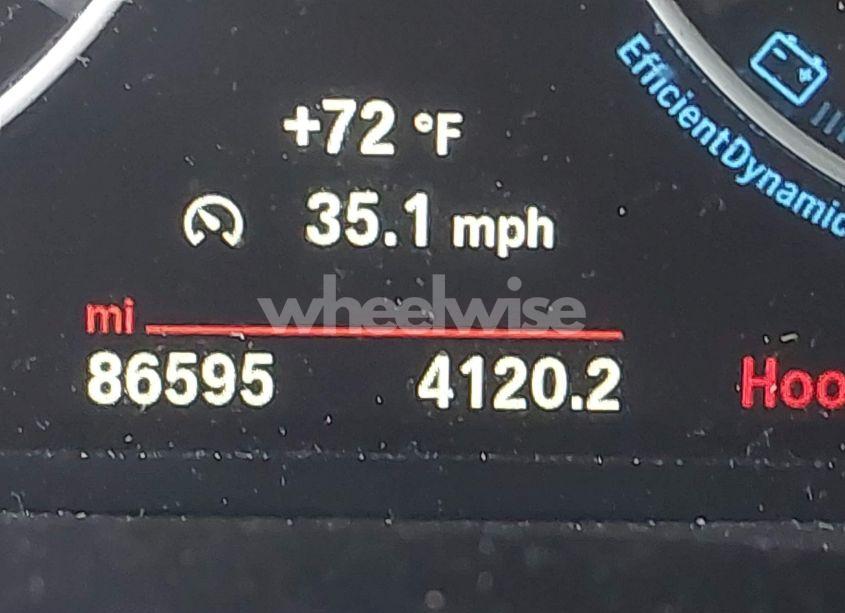 +72 °F
35.1 mph
EfficientDynamic
wheelwise
mi
86595 4120.2
Hoo